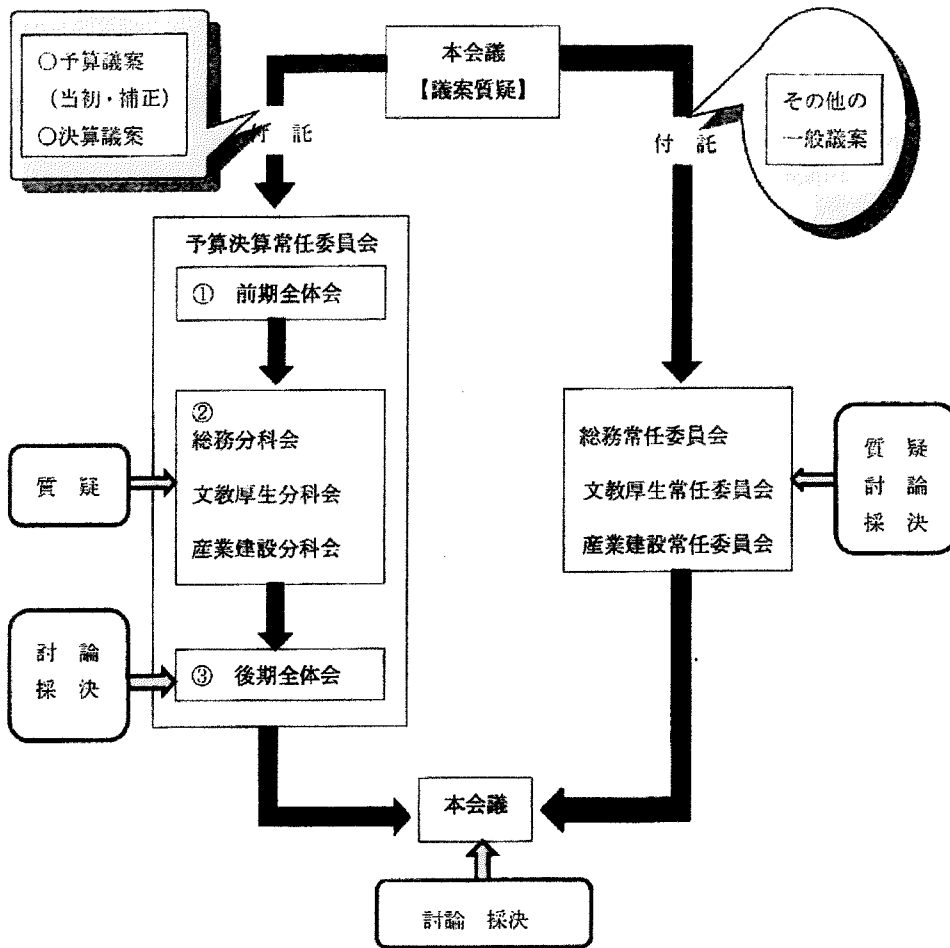 本会議
【議案質疑】
○予算議案
(当初・補正)
○決算議案
付 託
その他の
一般議案
付 託
予算決算常任委員会
① 前期全体会
②
総務分科会
文教厚生分科会
産業建設分科会
質 疑
③ 後期全体会
討 論
採 決
総務常任委員会
文教厚生常任委員会
産業建設常任委員会
質 疑
討 論
採 決
本会議
討論 採決